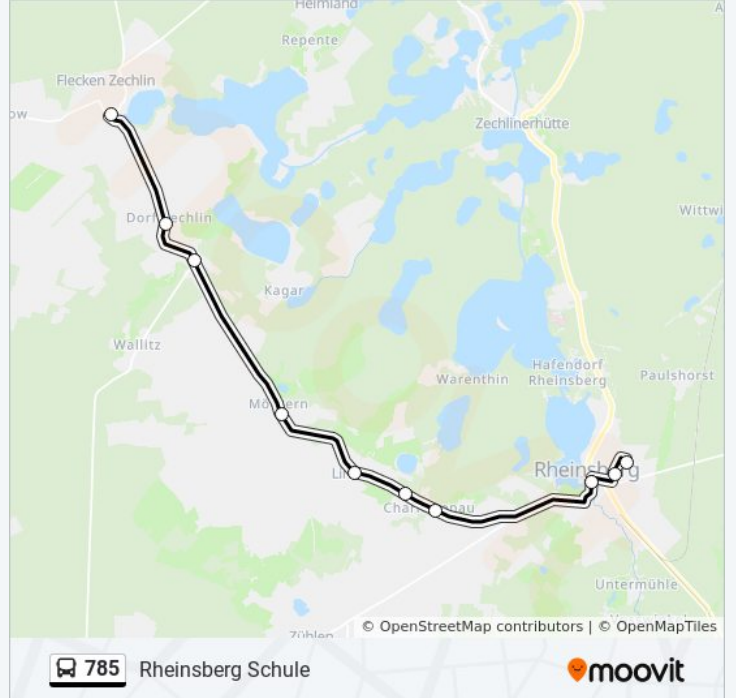 Heimland
Repente
Flecken Zechlin
ow
Zechlinerhütte
Wittwi
Kagar
Wallitz
Hafendorf
Rheinsberg
Warenthin
Paulshorst
Rheinsberg
Untermühle
Zühlen
© OpenStreetMap contributors | © OpenMapTiles
785 Rheinsberg Schule
moovit